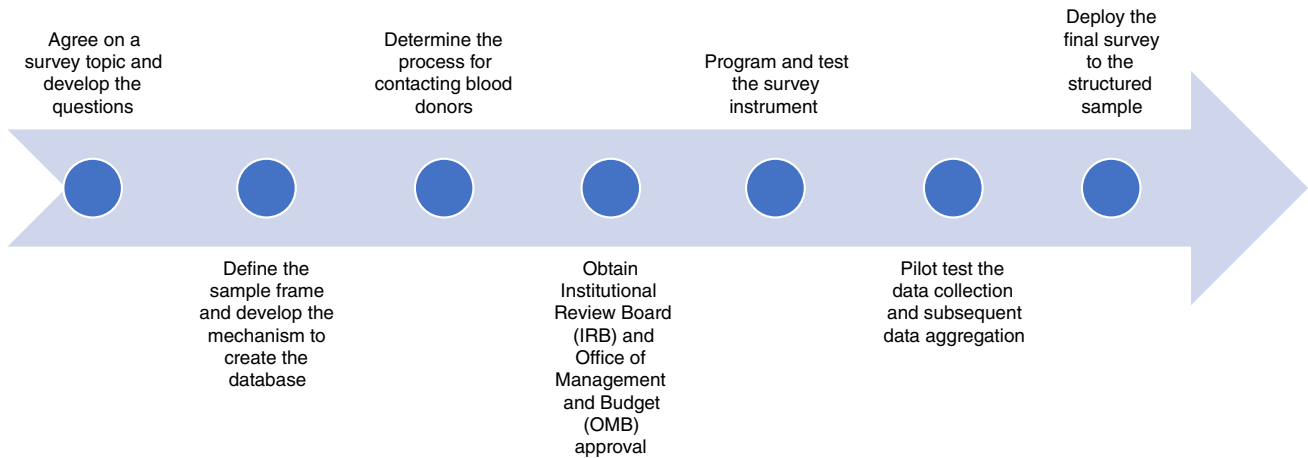 Agree on a
survey topic and
develop the
questions
Define the
sample frame
and develop the
mechanism to
create the
database
Determine the
process for
contacting blood
donors
Obtain
Institutional
Review Board
(IRB) and
Office of
Management
and Budget
(OMB)
approval
Program and test
the survey
instrument
Pilot test the
data collection
and subsequent
data aggregation
Deploy the
final survey
to the
structured
sample